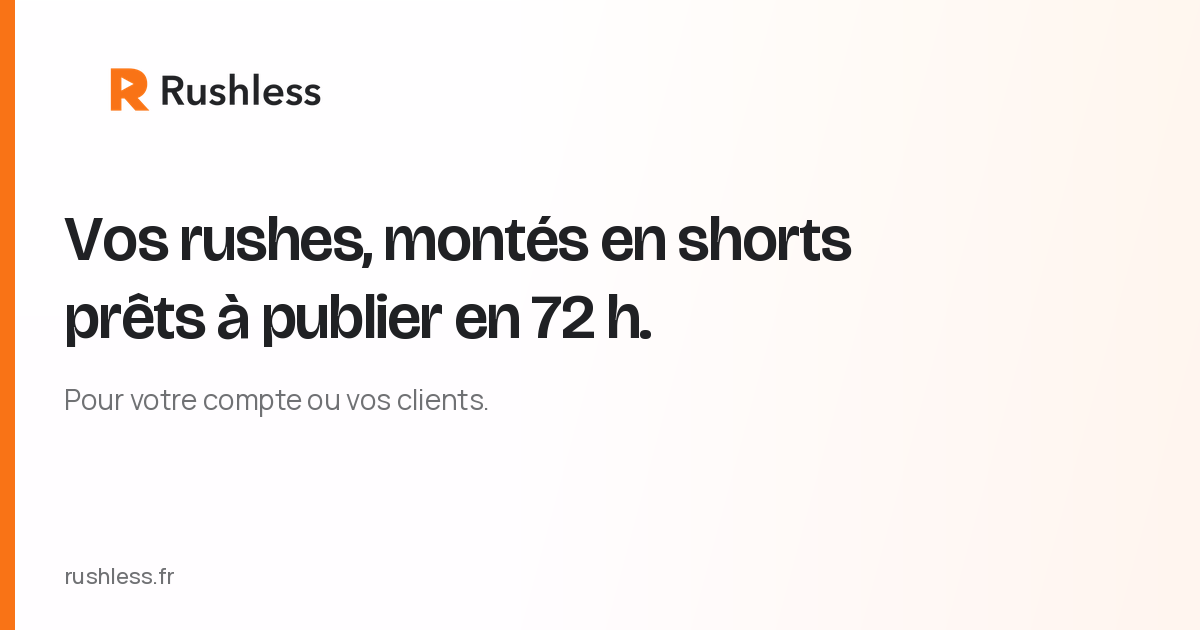 Rushless
Vos rushes, montés en shorts
prêts à publier en 72 h.
Pour votre compte ou vos clients.
rushless.fr